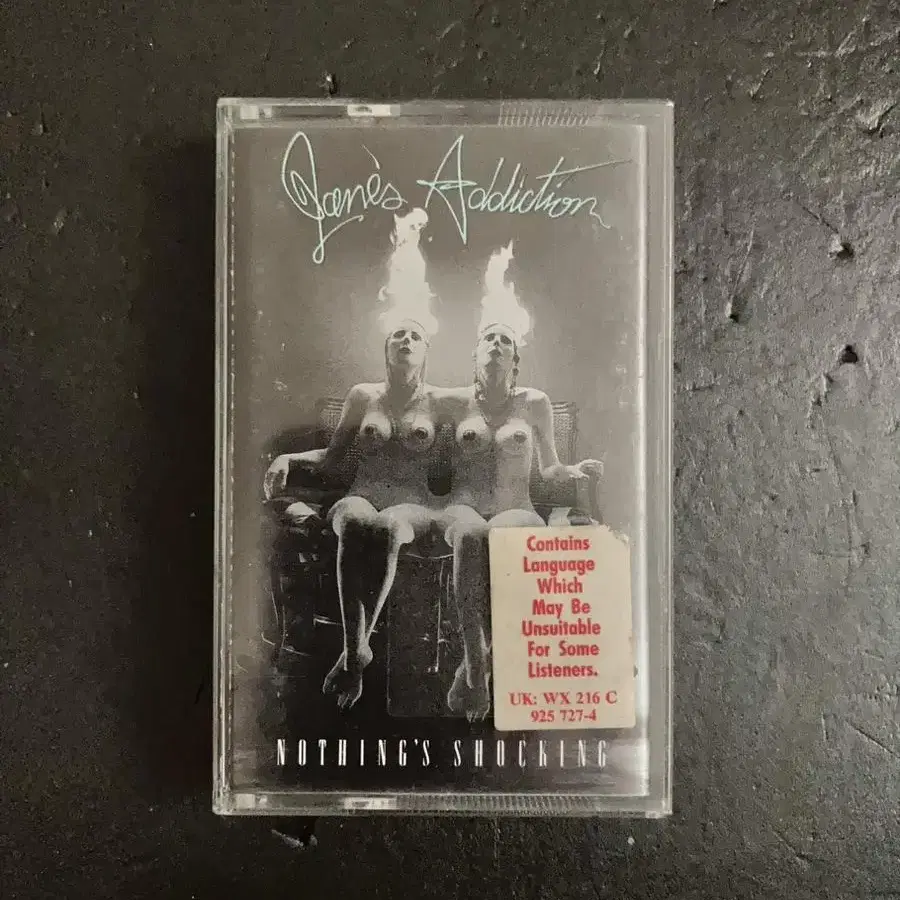 Jane's Addiction
Contains
Language
Which
May Be
Unsuitable
For Some
Listeners.
UK: WX 216 C
925 727-4
NOTHING'S SHOCKING